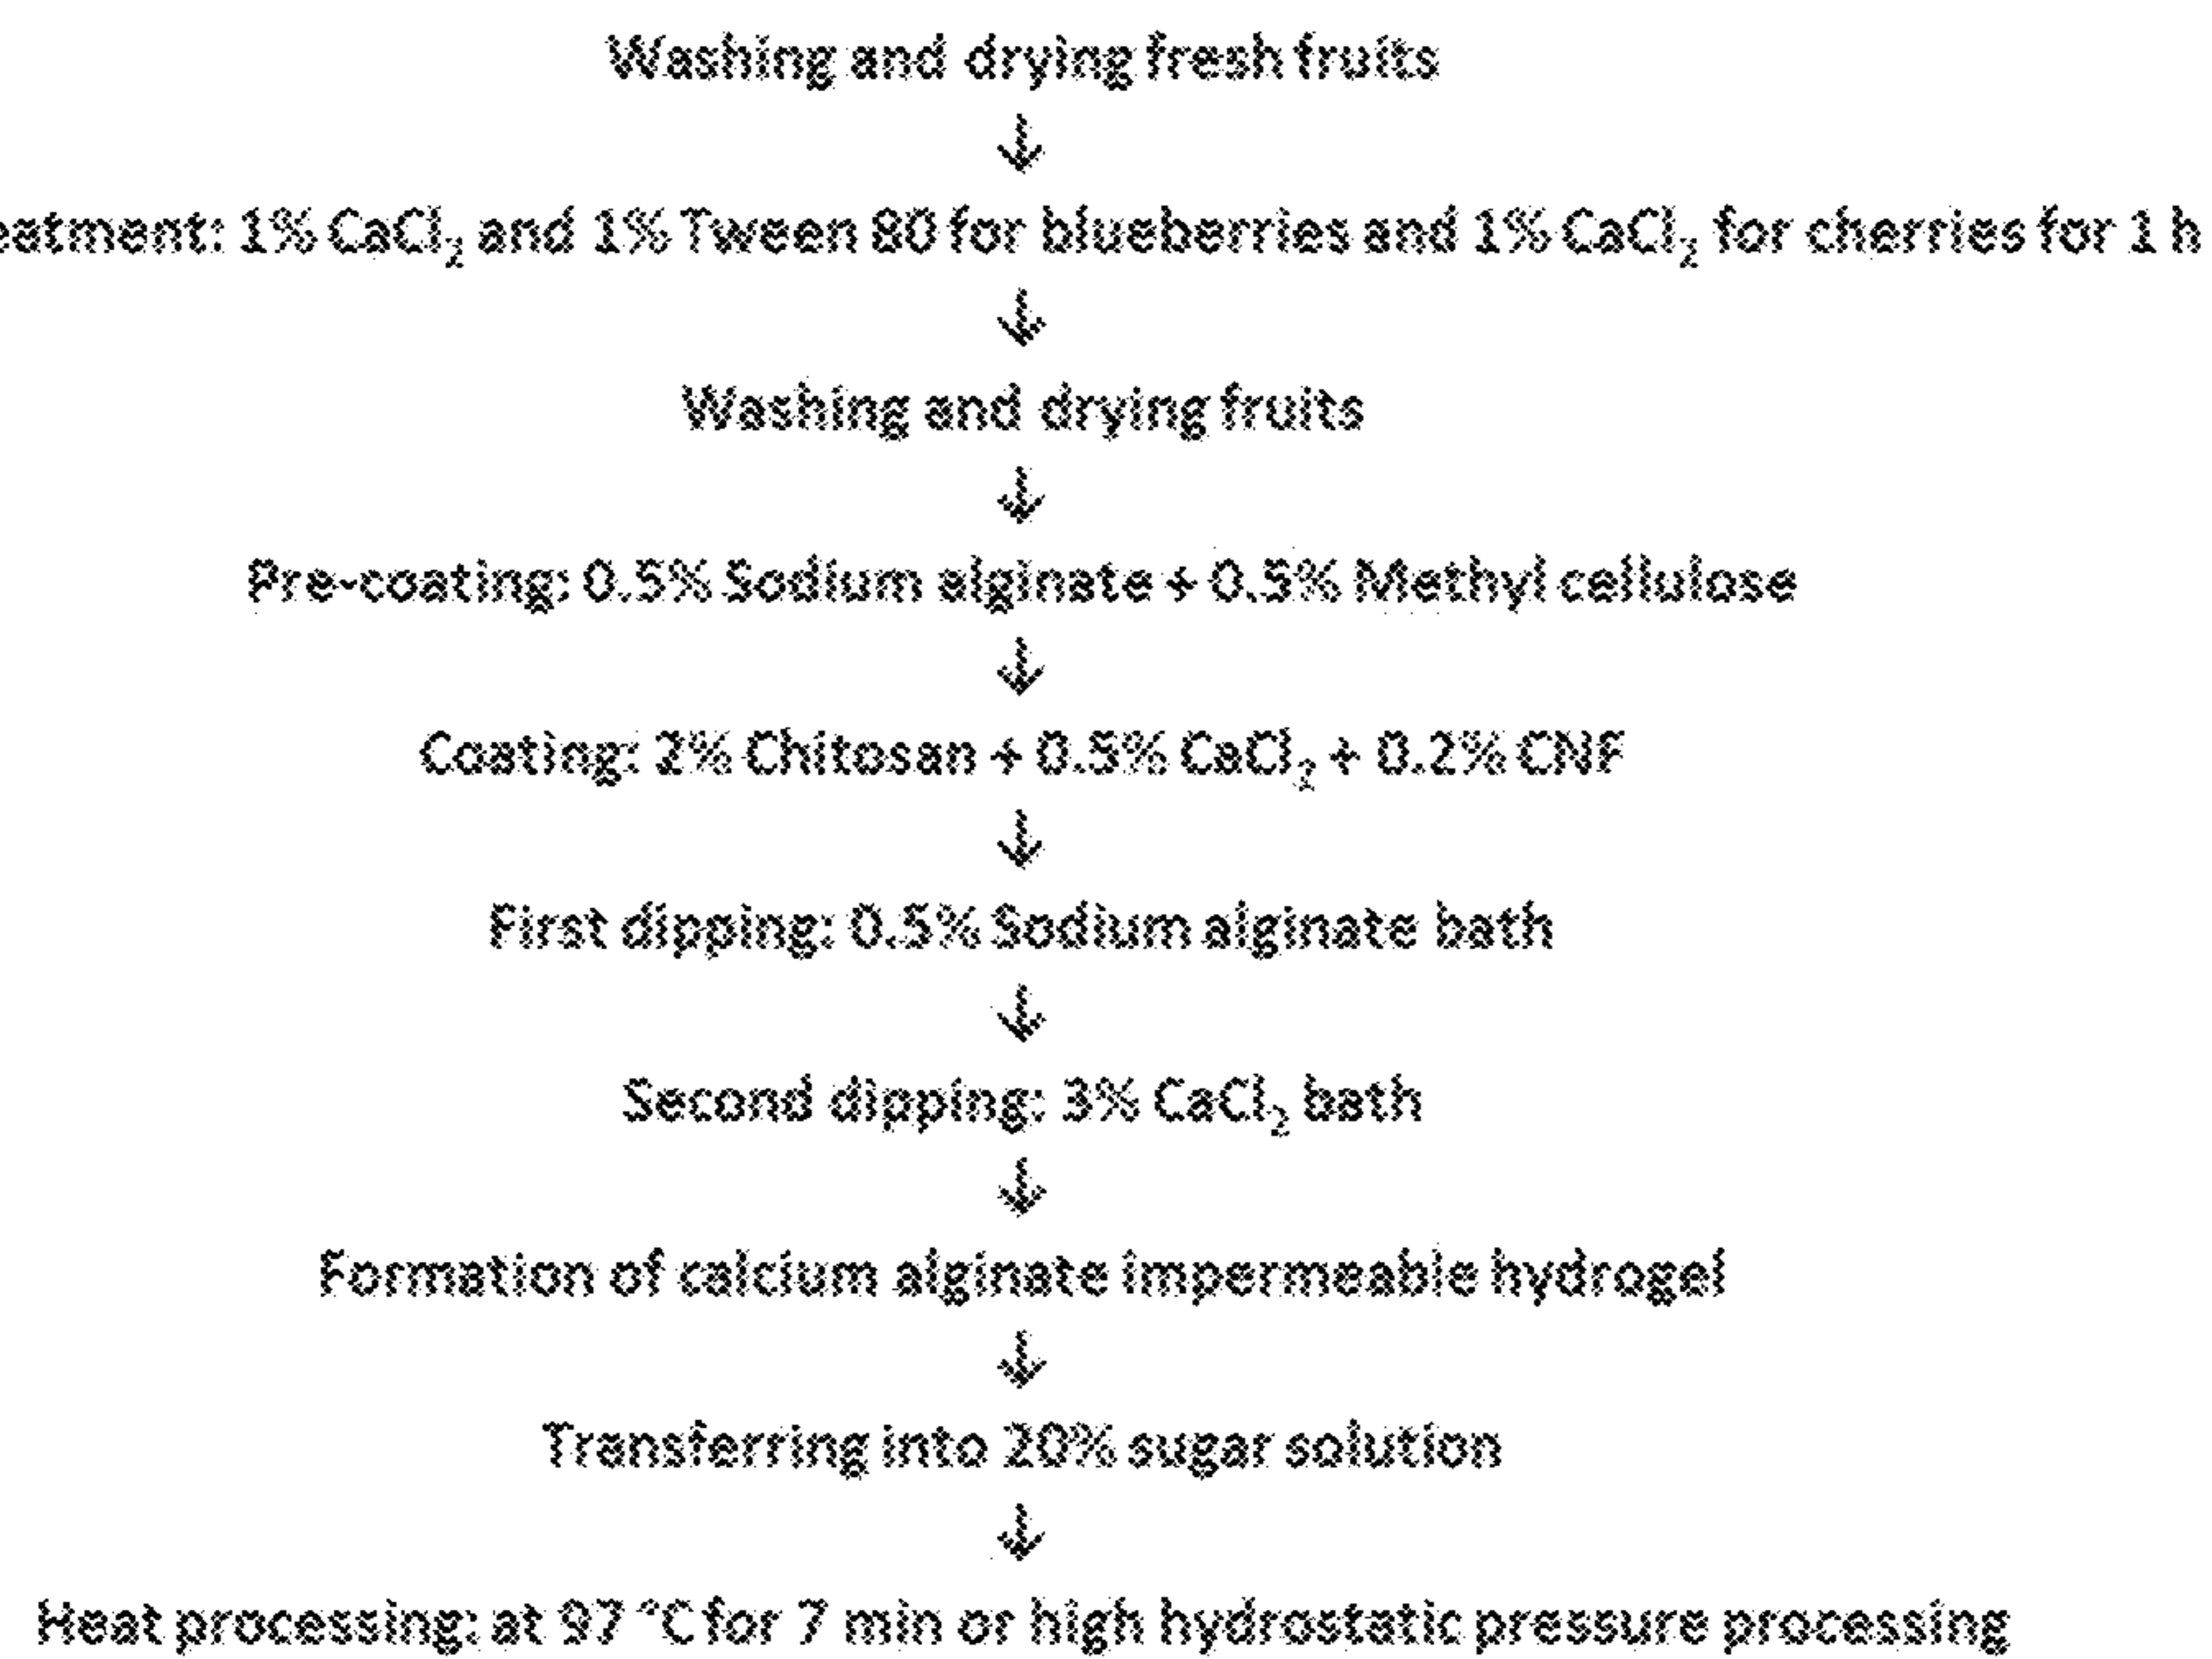 Washing and drying fresh fruits
↓
eatment: 1% CaCl₂ and 1% Tween 80 for blueberries and 1% CaCl₂ for cherries for 1 h
↓
Washing and drying fruits
↓
Pre-coating: 0.5% Sodium alginate + 0.5% Methyl cellulose
↓
Coating: 2% Chitosan + 0.5% CaCl₂ + 0.2% CNF
↓
First dipping: 0.5% Sodium alginate bath
↓
Second dipping: 3% CaCl₂ bath
↓
Formation of calcium alginate impermeable hydrogel
↓
Transferring into 20% sugar solution
↓
Heat processing: at 97 °C for 7 min or high hydrostatic pressure processing